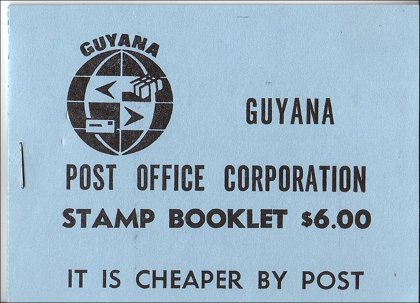 GUYANA
GUYANA
POST OFFICE CORPORATION
STAMP BOOKLET $6.00
IT IS CHEAPER BY POST